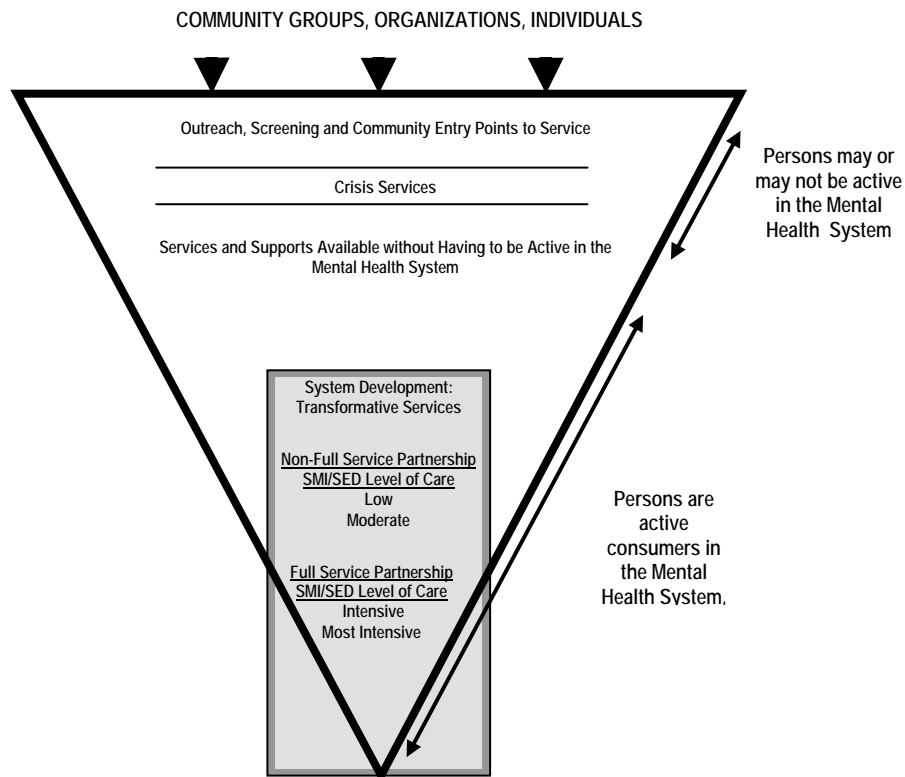 COMMUNITY GROUPS, ORGANIZATIONS, INDIVIDUALS
Outreach, Screening and Community Entry Points to Service
Crisis Services
Services and Supports Available without Having to be Active in the
Mental Health System
Persons may or
may not be active
in the Mental
Health System
System Development:
Transformative Services
Non-Full Service Partnership
SMI/SED Level of Care
Low
Moderate
Full Service Partnership
SMI/SED Level of Care
Intensive
Most Intensive
Persons are
active
consumers in
the Mental
Health System.